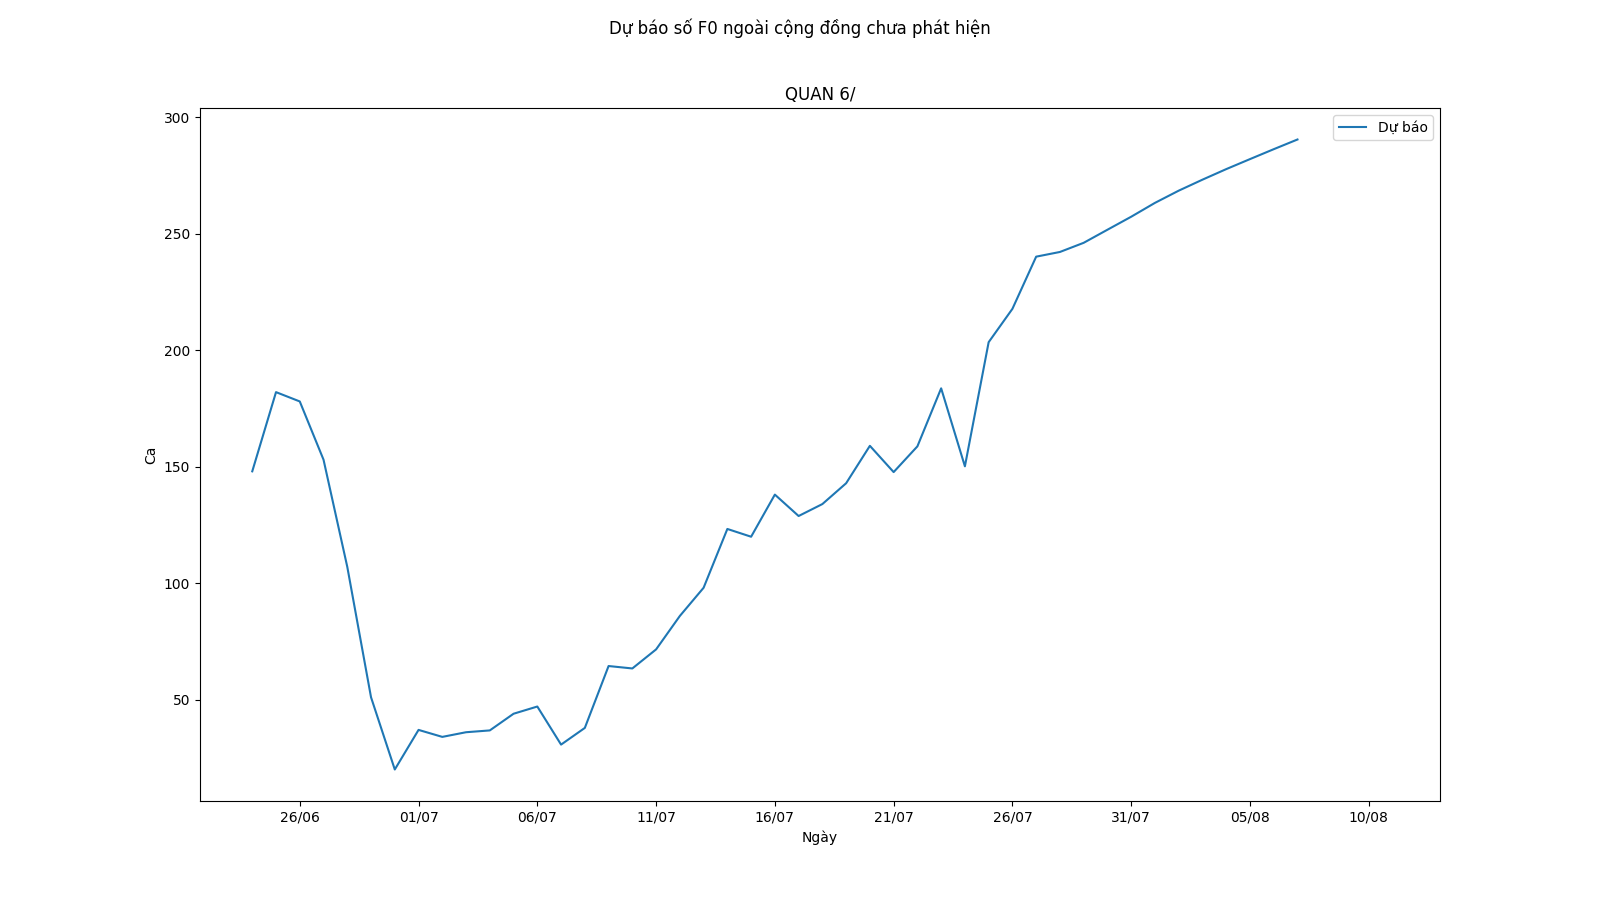 Dự báo số F0 ngoài cộng đồng chưa phát hiện
QUAN 6/
Dự báo
300
250
200
150
100
50
Ca
26/06 01/07 06/07 11/07 16/07 21/07 26/07 31/07 05/08 10/08
Ngày